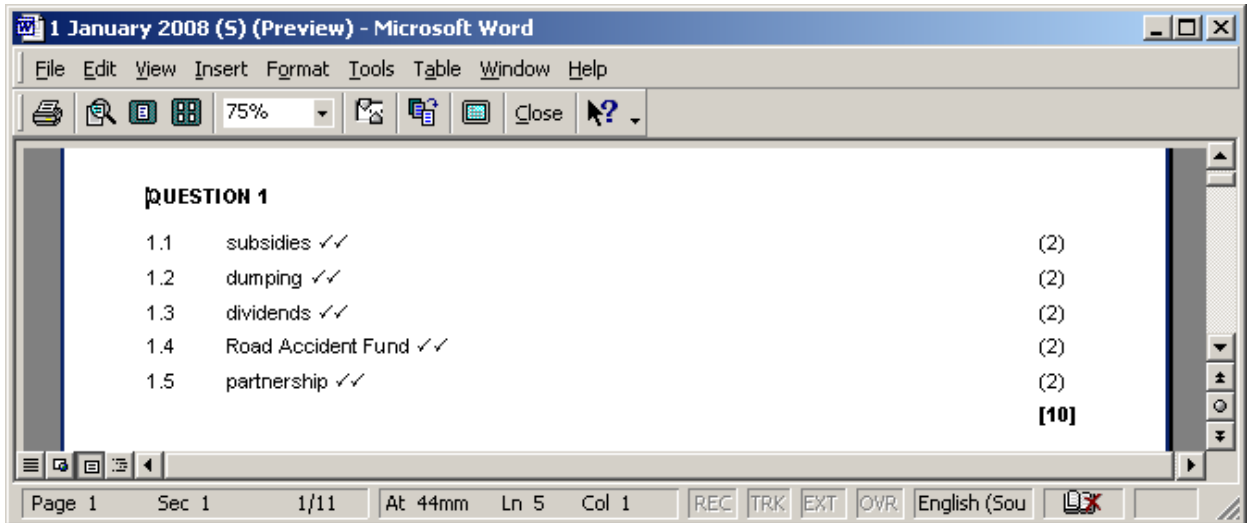 1 January 2008 (S) (Preview) - Microsoft Word
File Edit View Insert Format Tools Table Window Help
75% Close
QUESTION 1
1.1 subsidies ✓✓ (2)
1.2 dumping ✓✓ (2)
1.3 dividends ✓✓ (2)
1.4 Road Accident Fund ✓✓ (2)
1.5 partnership ✓✓ (2)
[10]
Page 1 Sec 1 1/11 At 44mm Ln 5 Col 1 REC TRK EXT OVR English (Sou